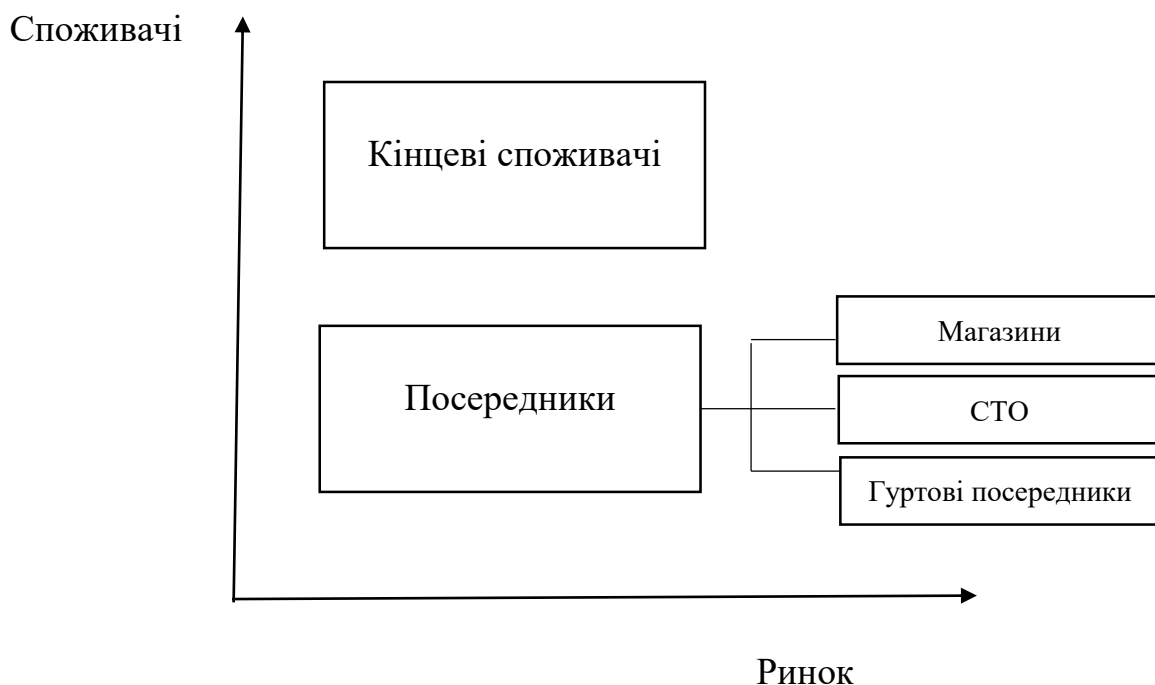 Споживачі
Кінцеві споживачі
Посередники
Магазини
СТО
Гуртові посередники
Ринок